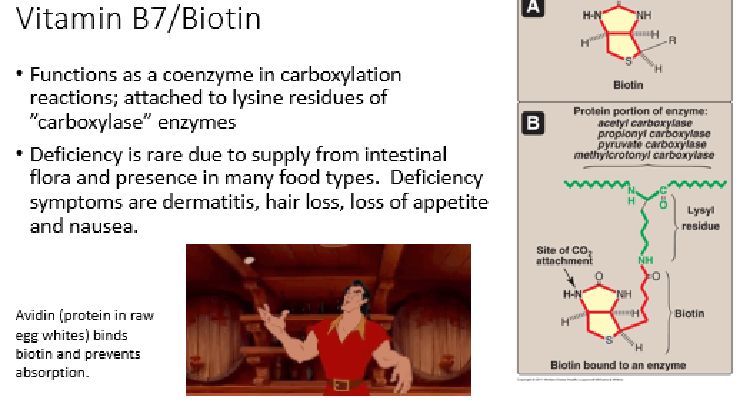 Vitamin B7/Biotin
• Functions as a coenzyme in carboxylation
reactions; attached to lysine residues of
"carboxylase" enzymes
• Deficiency is rare due to supply from intestinal
flora and presence in many food types.  Deficiency
symptoms are dermatitis, hair loss, loss of appetite
and nausea.
Avidin (protein in raw
egg whites) binds
biotin and prevents
absorption.
A
H-N NH
H H
R
S
H
Biotin
B
Protein portion of enzyme:
acetyl carboxylase
propionyl carboxylase
pyruvate carboxylase
methylcrotonyl carboxylase
N C
H O
Lysyl
residue
Site of CO2
attachment
NH
O O
H-N NH
H H
Biotin
S
H
Biotin bound to an enzyme